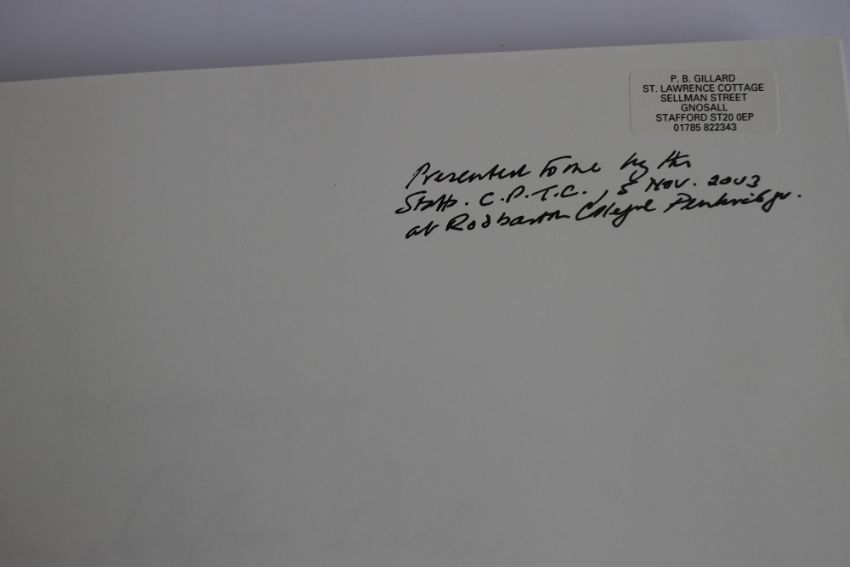 P. B. GILLARD
ST. LAWRENCE COTTAGE
SELLMAN STREET
GNOSALL
STAFFORD ST20 0EP
01785 822343
Presented to me by the
Staffs. C.P.T.C., 5 Nov. 2003
at Rodbaston College Penkridge.